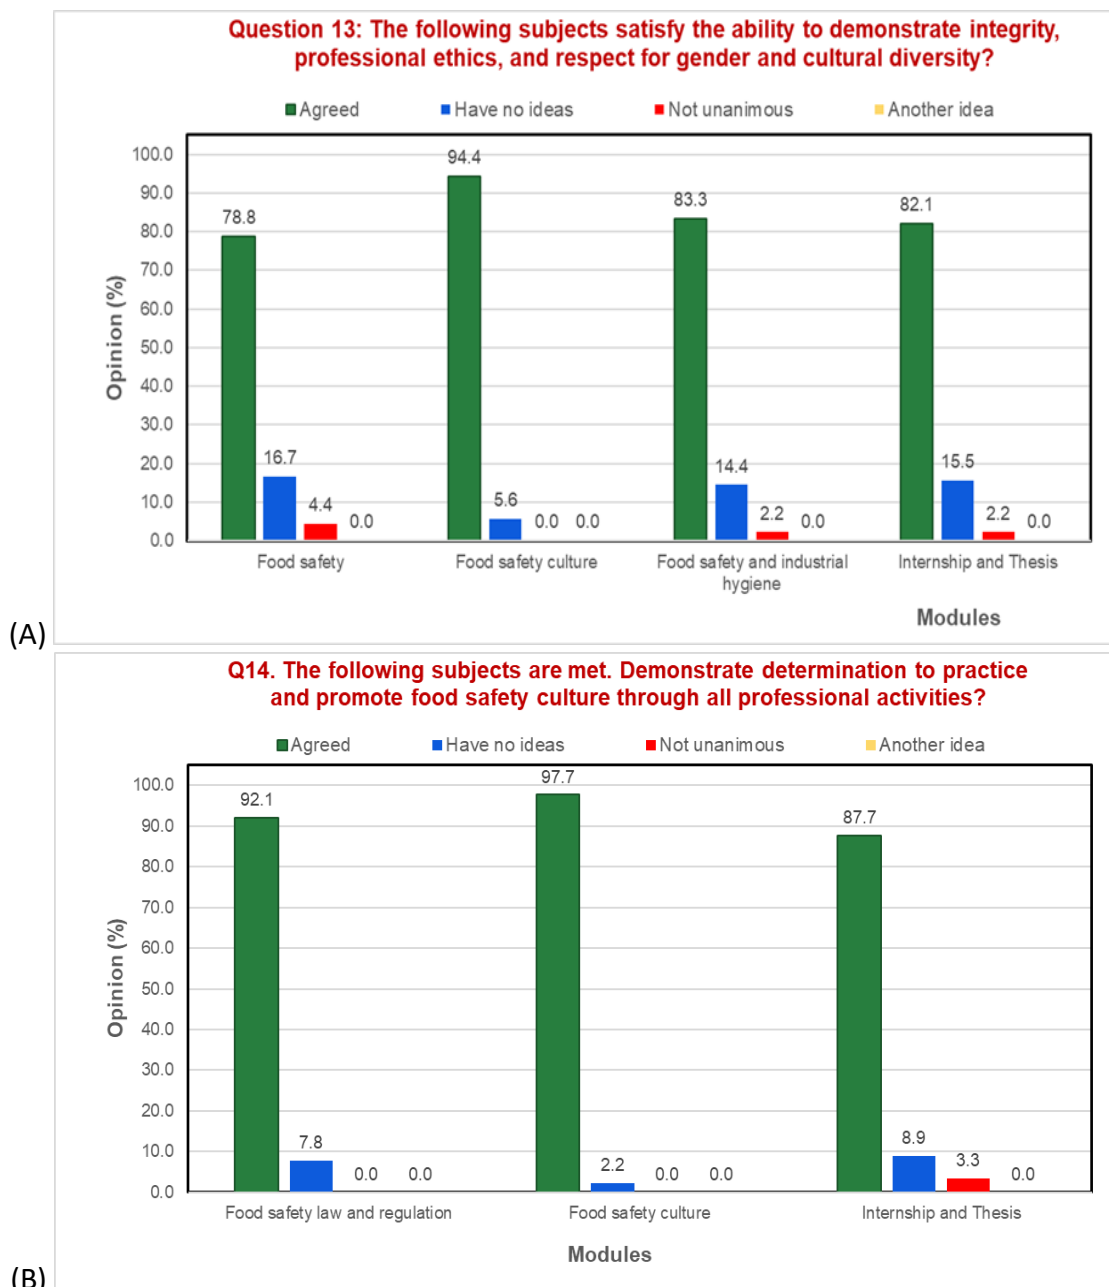 Question 13: The following subjects satisfy the ability to demonstrate integrity,
professional ethics, and respect for gender and cultural diversity?
Agreed Have no ideas Not unanimous Another idea
100.0
90.0
80.0
70.0
60.0
50.0
40.0
30.0
20.0
10.0
0.0
Opinion (%)
78.8 16.7 4.4 0.0
94.4 5.6 0.0 0.0
83.3 14.4 2.2 0.0
82.1 15.5 2.2 0.0
Food safety
Food safety culture
Food safety and industrial
hygiene
Internship and Thesis
Modules
(A)
Q14. The following subjects are met. Demonstrate determination to practice
and promote food safety culture through all professional activities?
Agreed Have no ideas Not unanimous Another idea
100.0
90.0
80.0
70.0
60.0
50.0
40.0
30.0
20.0
10.0
0.0
Opinion (%)
92.1 7.8 0.0 0.0
97.7 2.2 0.0 0.0
87.7 8.9 3.3 0.0
Food safety law and regulation
Food safety culture
Internship and Thesis
Modules
(B)